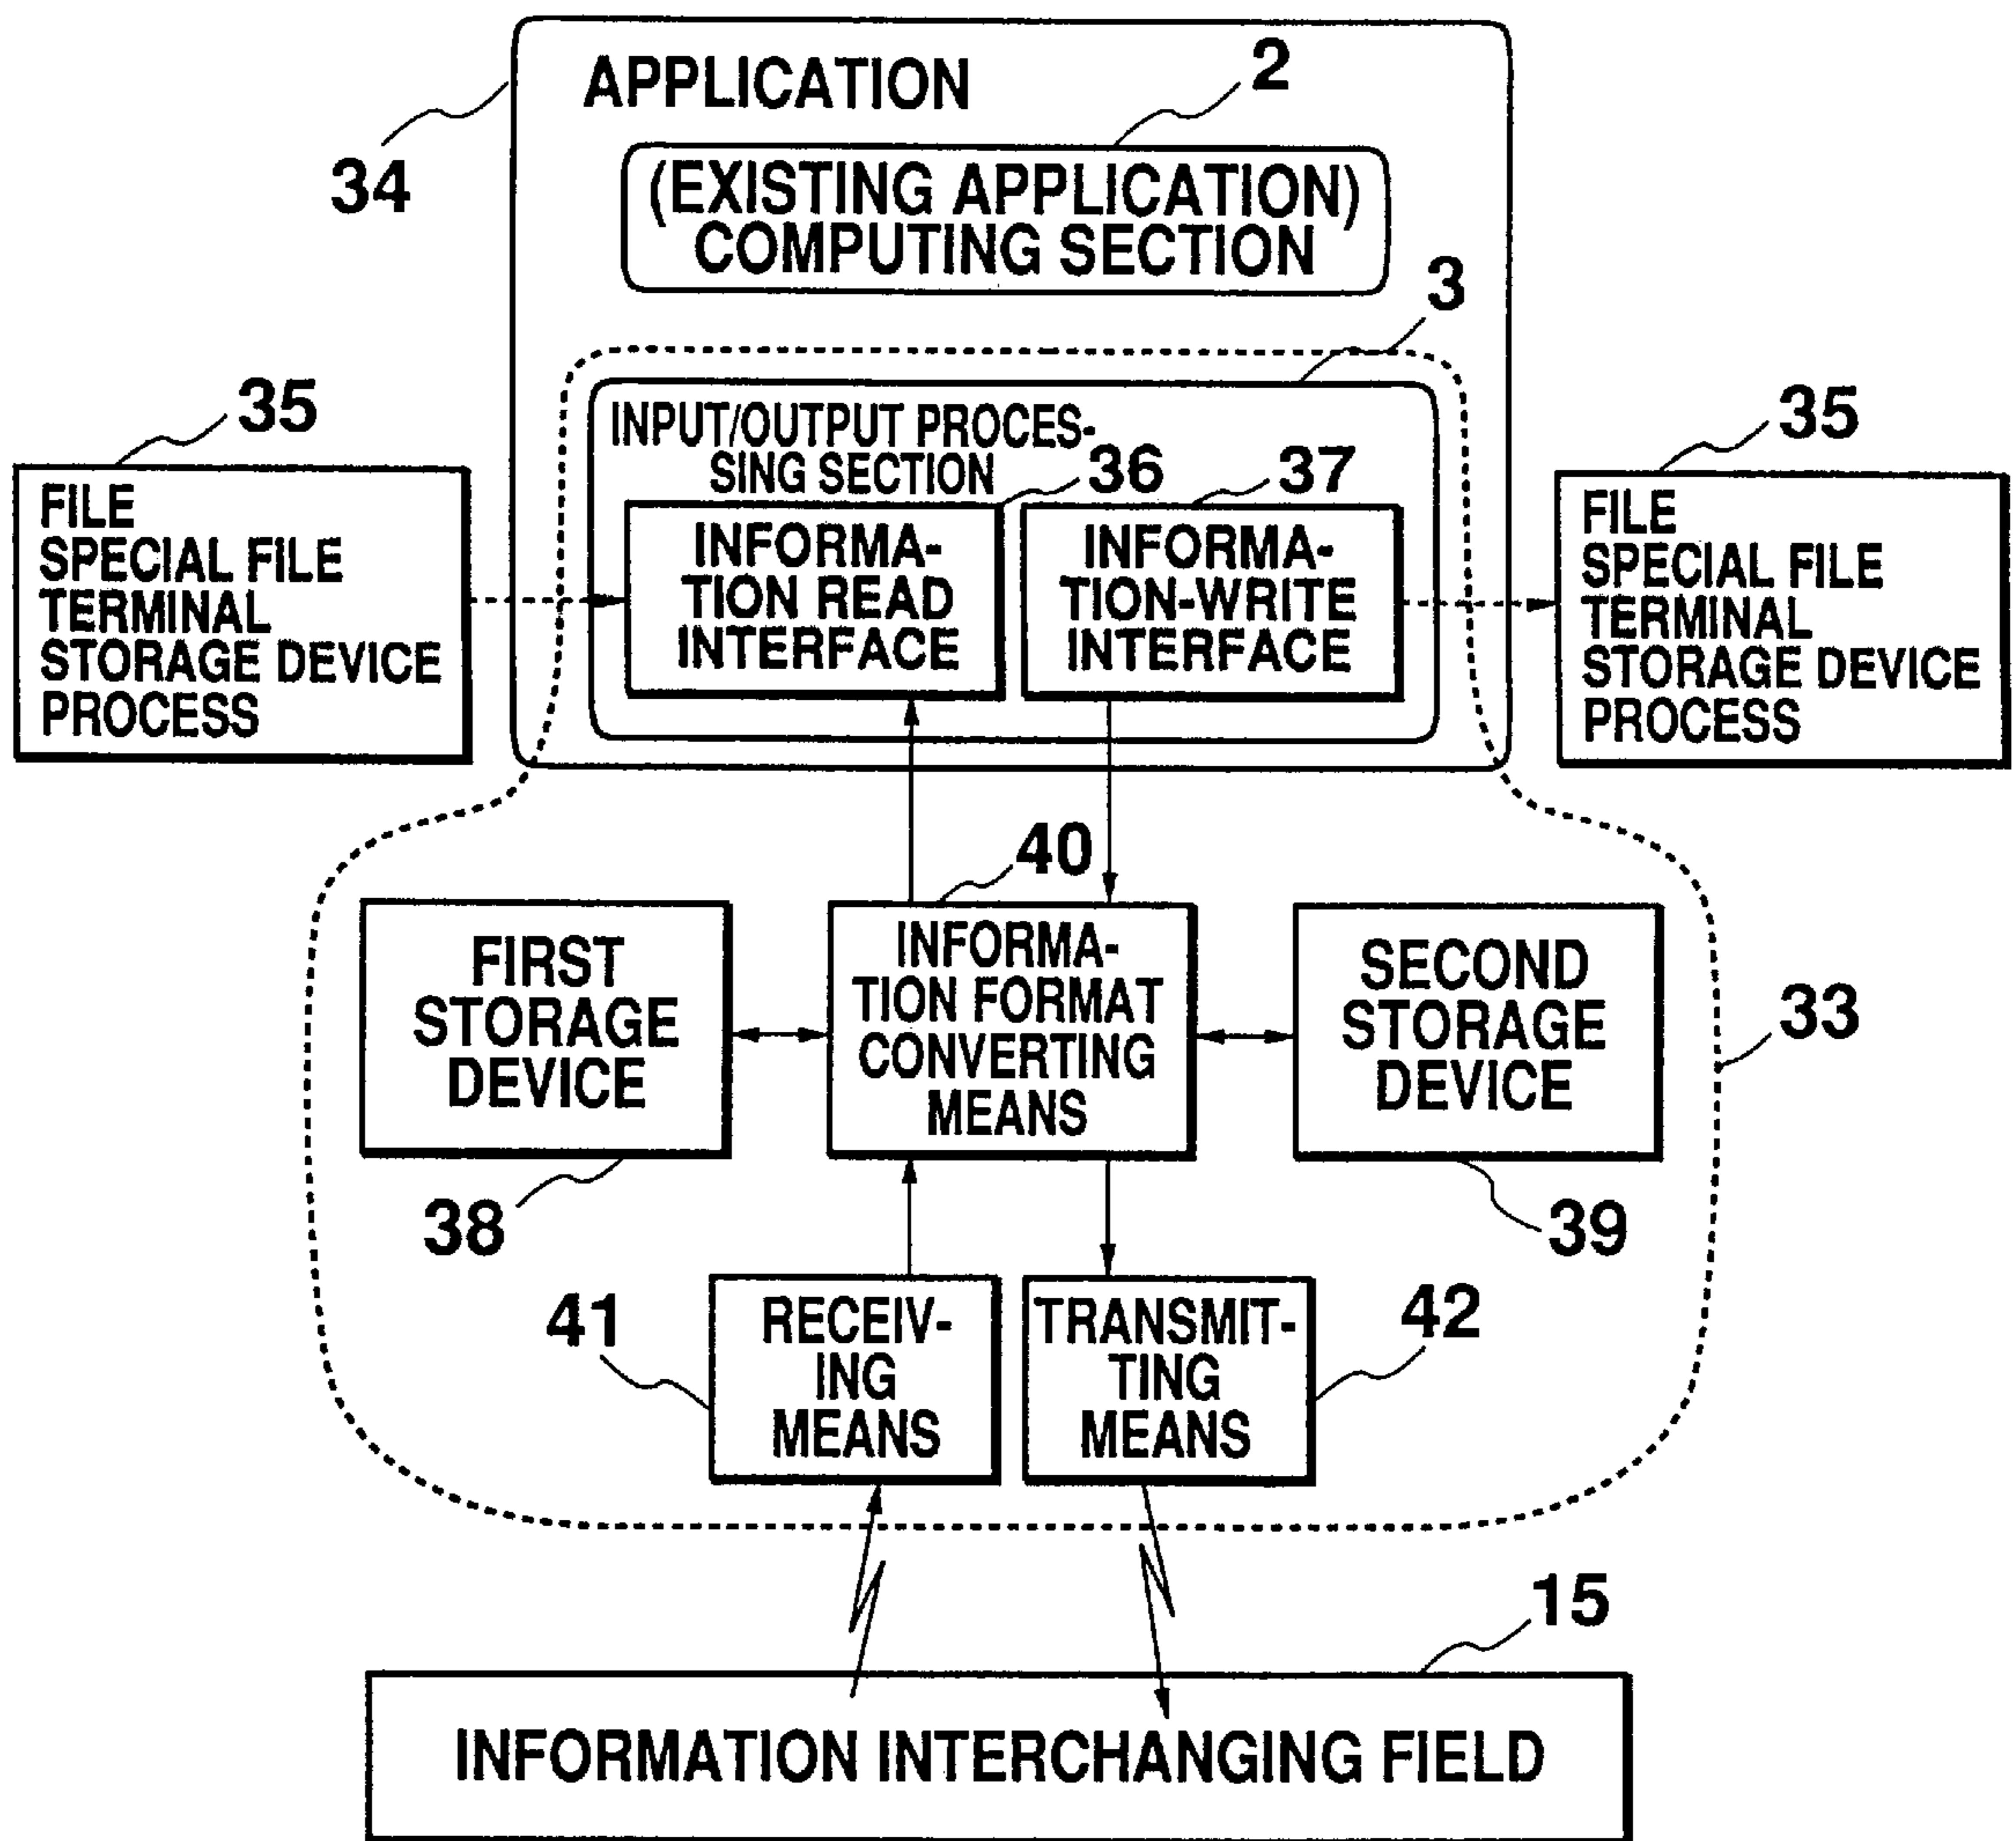 APPLICATION
2
34
(EXISTING APPLICATION)
COMPUTING SECTION
3
35
INPUT/OUTPUT PROCES-
SING SECTION
36
37
35
FILE
SPECIAL FILE
TERMINAL
STORAGE DEVICE
PROCESS
INFORMA-
TION READ
INTERFACE
INFORMA-
TION-WRITE
INTERFACE
FILE
SPECIAL FILE
TERMINAL
STORAGE DEVICE
PROCESS
40
FIRST
STORAGE
DEVICE
INFORMA-
TION FORMAT
CONVERTING
MEANS
SECOND
STORAGE
DEVICE
33
38
39
41
RECEIV-
ING
MEANS
TRANSMIT-
TING
MEANS
42
15
INFORMATION INTERCHANGING FIELD